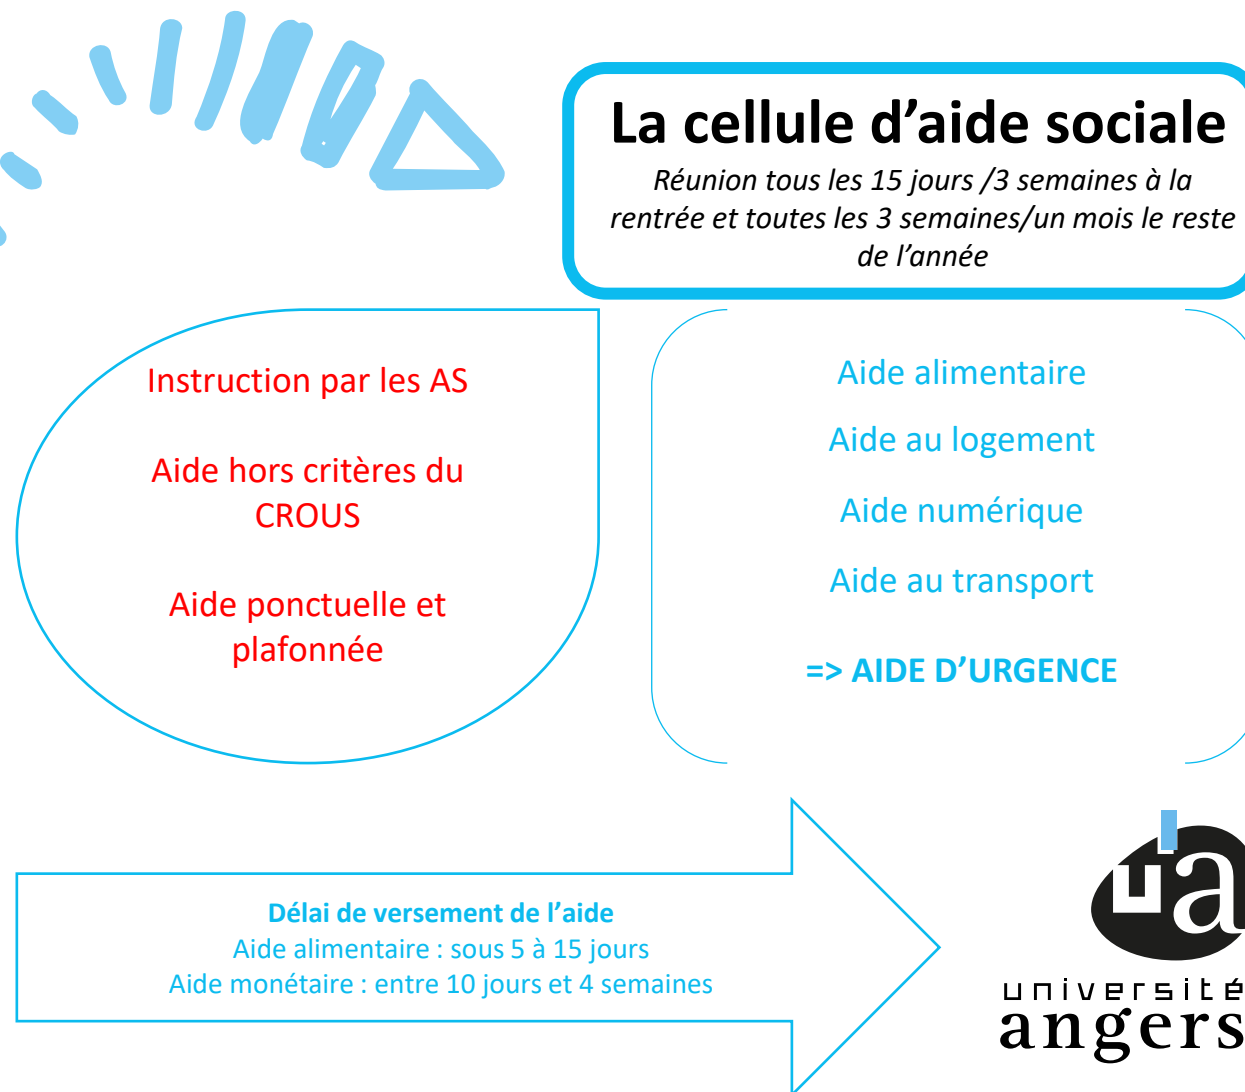 La cellule d’aide sociale
Réunion tous les 15 jours /3 semaines à la
rentrée et toutes les 3 semaines/un mois le reste
de l’année
Instruction par les AS
Aide hors critères du
CROUS
Aide ponctuelle et
plafonnée
Aide alimentaire
Aide au logement
Aide numérique
Aide au transport
=> AIDE D’URGENCE
Délai de versement de l’aide
Aide alimentaire : sous 5 à 15 jours
Aide monétaire : entre 10 jours et 4 semaines
ua
université
angers